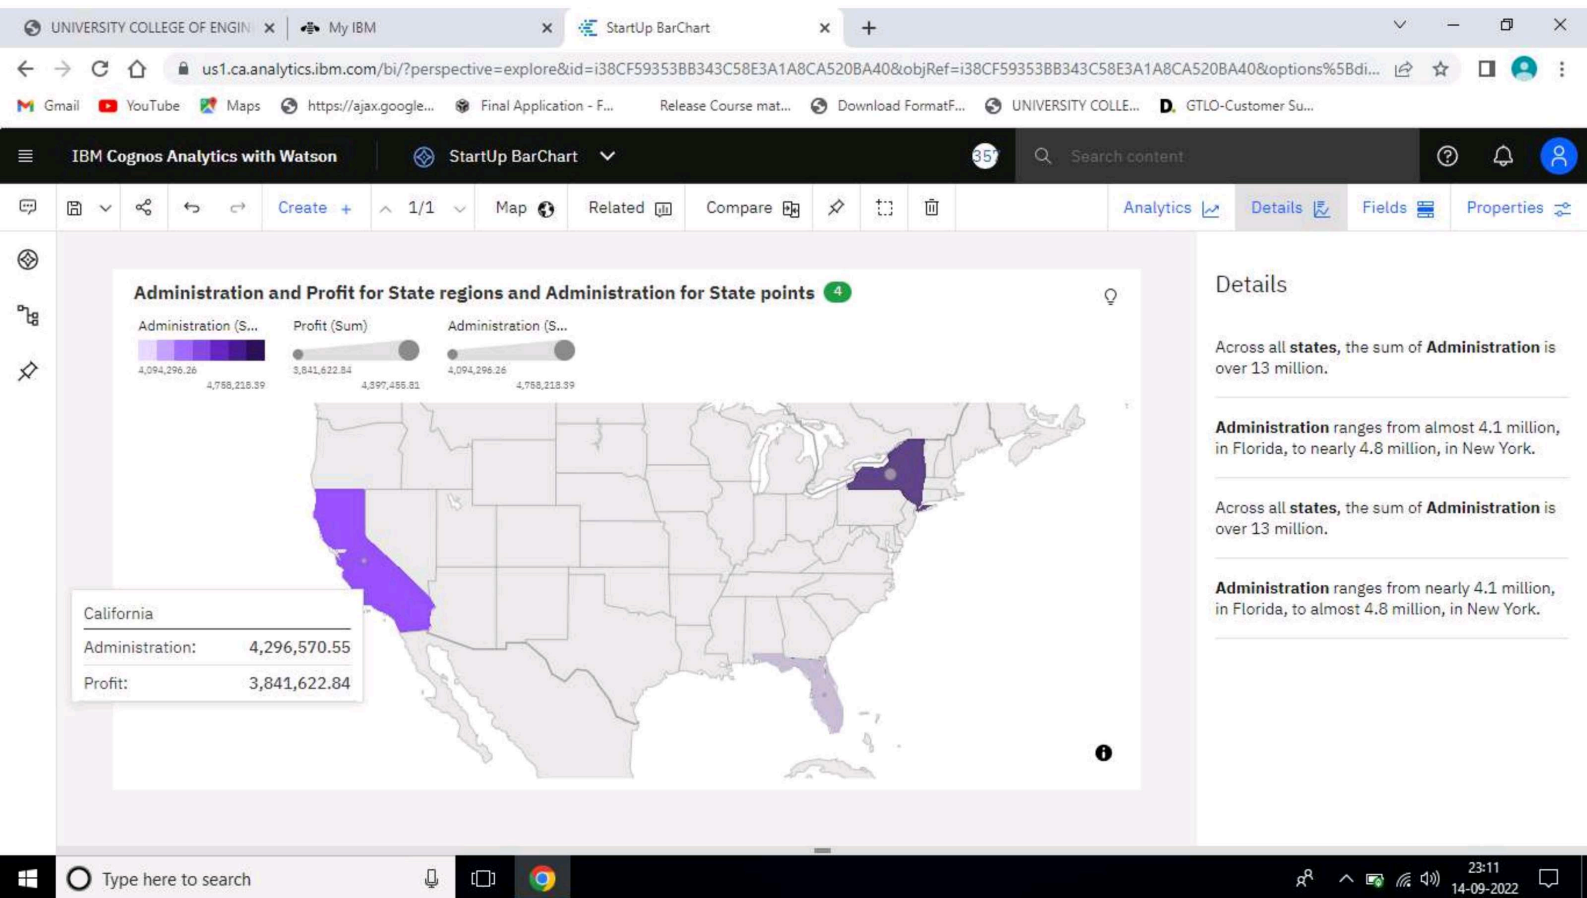 UNIVERSITY COLLEGE OF ENGIN
My IBM
StartUp BarChart
us1.ca.analytics.ibm.com/bi/?perspective=explore&id=i38CF59353BB343C58E3A1A8CA520BA40&objRef=i38CF59353BB343C58E3A1A8CA520BA40&options%5Bdi...
Gmail YouTube Maps https://ajax.google... Final Application - F... Release Course mat... Download FormatF... UNIVERSITY COLLE... GTLO-Customer Su...
IBM Cognos Analytics with Watson
StartUp BarChart
357
Search content
Create + 1/1 Map Related Compare Analytics Details Fields Properties
Administration and Profit for State regions and Administration for State points 4
Administration (S... Profit (Sum) Administration (S...
4,094,296.26 3,841,622.84 4,094,296.26
4,758,218.39 4,397,455.81 4,758,218.39
California
Administration: 4,296,570.55
Profit: 3,841,622.84
Details
Across all states, the sum of Administration is
over 13 million.
Administration ranges from almost 4.1 million,
in Florida, to nearly 4.8 million, in New York.
Across all states, the sum of Administration is
over 13 million.
Administration ranges from nearly 4.1 million,
in Florida, to almost 4.8 million, in New York.
Type here to search
23:11
14-09-2022